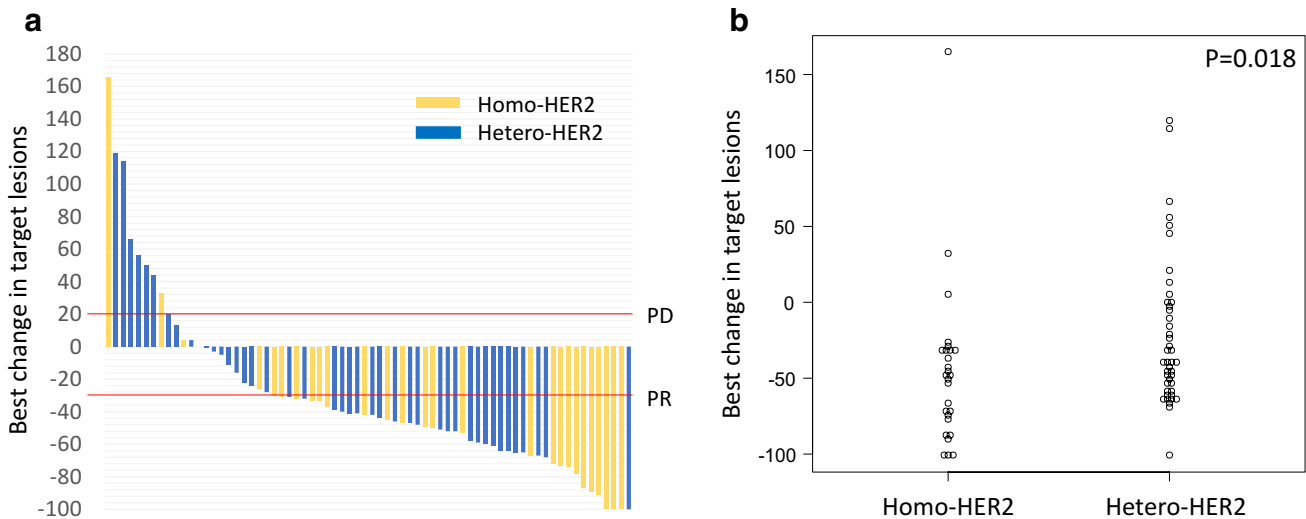 a
Best change in target lesions
180
160
140
120
100
80
60
40
20
0
-20
-40
-60
-80
-100
Homo-HER2
Hetero-HER2
PD
PR
b
Best change in target lesions
150
100
50
0
-50
-100
P=0.018
Homo-HER2
Hetero-HER2